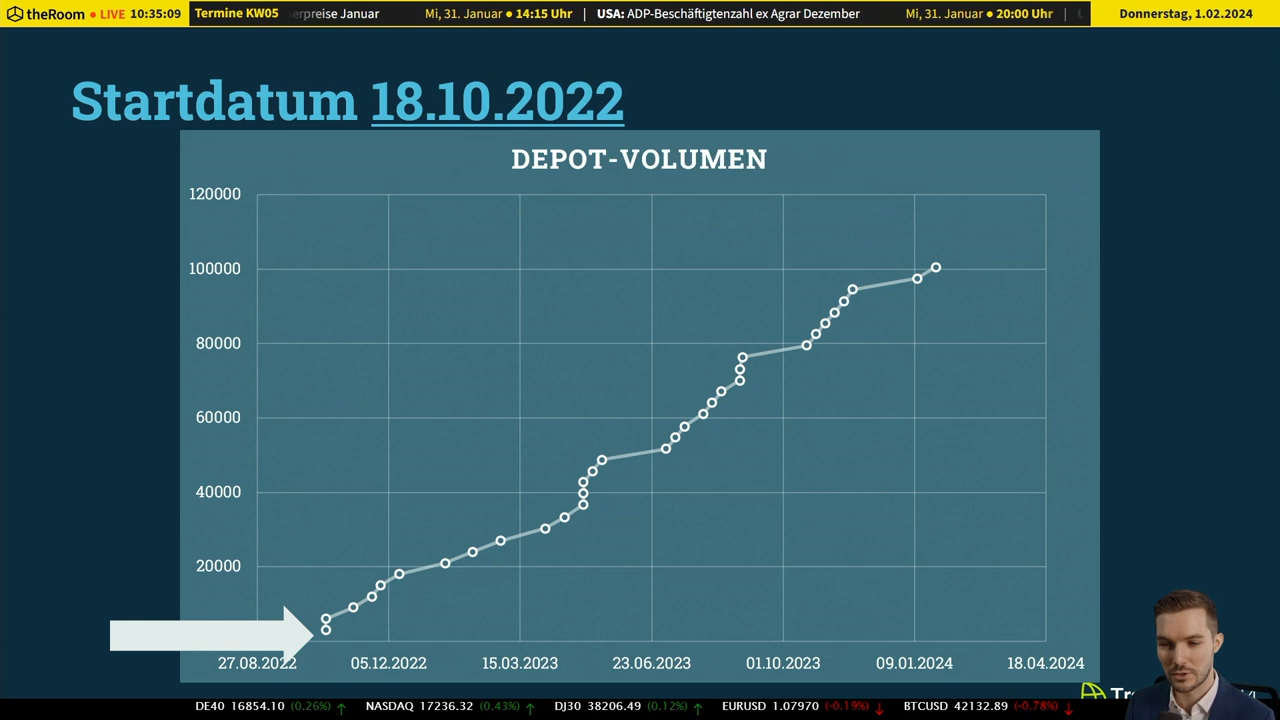 theRoom ● LIVE 10:35:09 Termine KW05 erpreise Januar Mi, 31. Januar ● 14:15 Uhr | USA: ADP-Beschäftigtenzahl ex Agrar Dezember Mi, 31. Januar ● 20:00 Uhr | Donnerstag, 1.02.2024
Startdatum 18.10.2022
DEPOT-VOLUMEN
120000
100000
80000
60000
40000
20000
27.08.2022 05.12.2022 15.03.2023 23.06.2023 01.10.2023 09.01.2024 18.04.2024
DE40 16854.10 (0.26%) ↑ NASDAQ 17236.32 (0.43%) ↑ DJ30 38206.49 (0.12%) ↑ EURUSD 1.07970 (-0.19%) ↓ BTCUSD 42132.89 (-0.78%) ↓